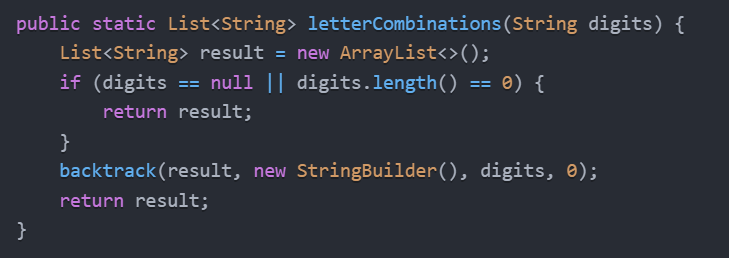 public static List<String> letterCombinations(String digits) {
    List<String> result = new ArrayList<>();
    if (digits == null || digits.length() == 0) {
        return result;
    }
    backtrack(result, new StringBuilder(), digits, 0);
    return result;
}